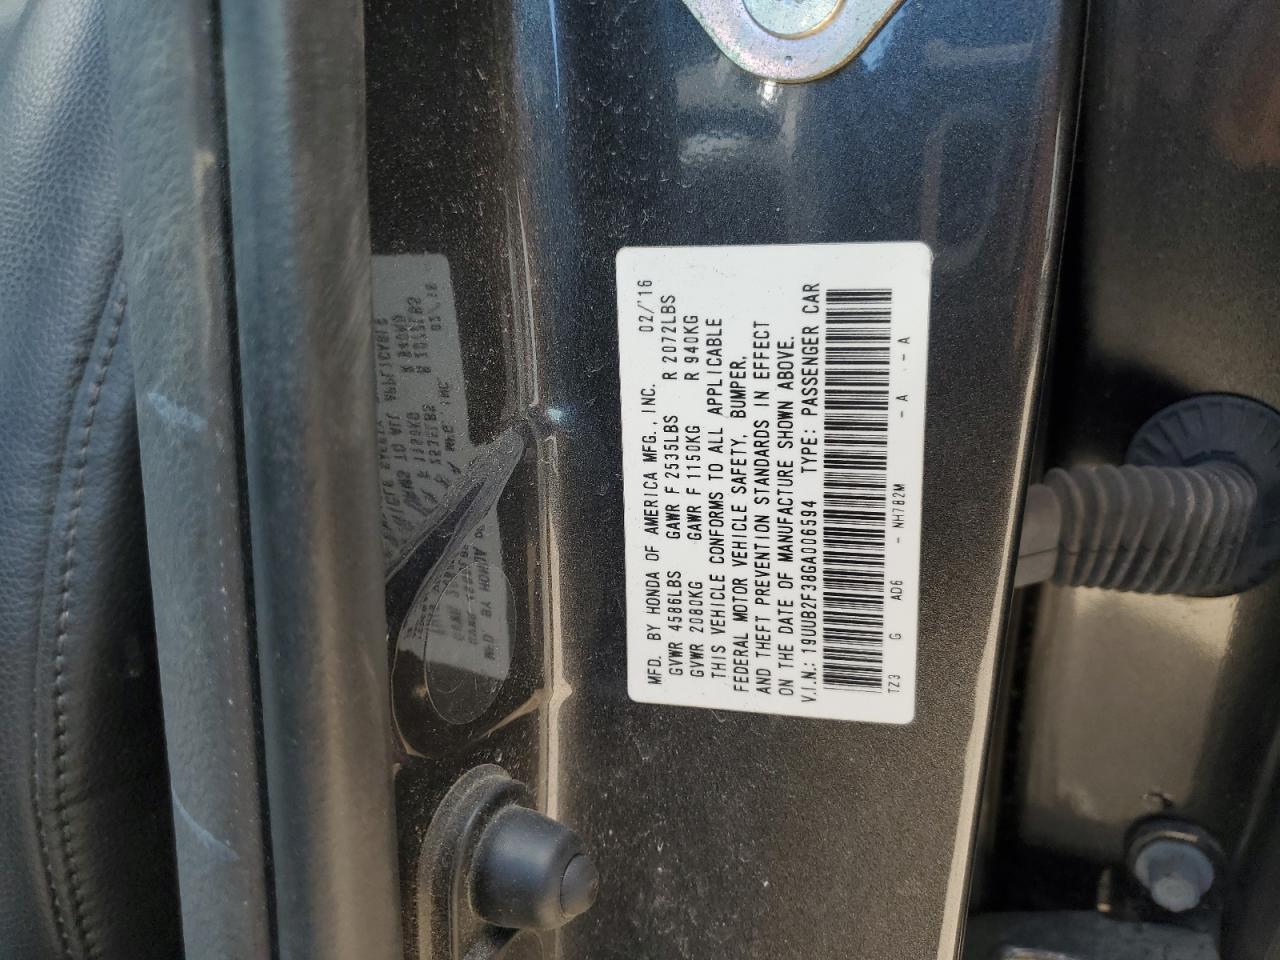 MFD. BY HONDA OF AMERICA MFG., INC. 02/'16
GVWR 4586LBS GAWR F 2535LBS R 2072LBS
GVWR 2080KG GAWR F 1150KG R 940KG
THIS VEHICLE CONFORMS TO ALL APPLICABLE
FEDERAL MOTOR VEHICLE SAFETY, BUMPER,
AND THEFT PREVENTION STANDARDS IN EFFECT
ON THE DATE OF MANUFACTURE SHOWN ABOVE.
V.I.N.: 19UUB2F38GA006594 TYPE: PASSENGER CAR
TZ3 G AD6 - NH782M - A - A